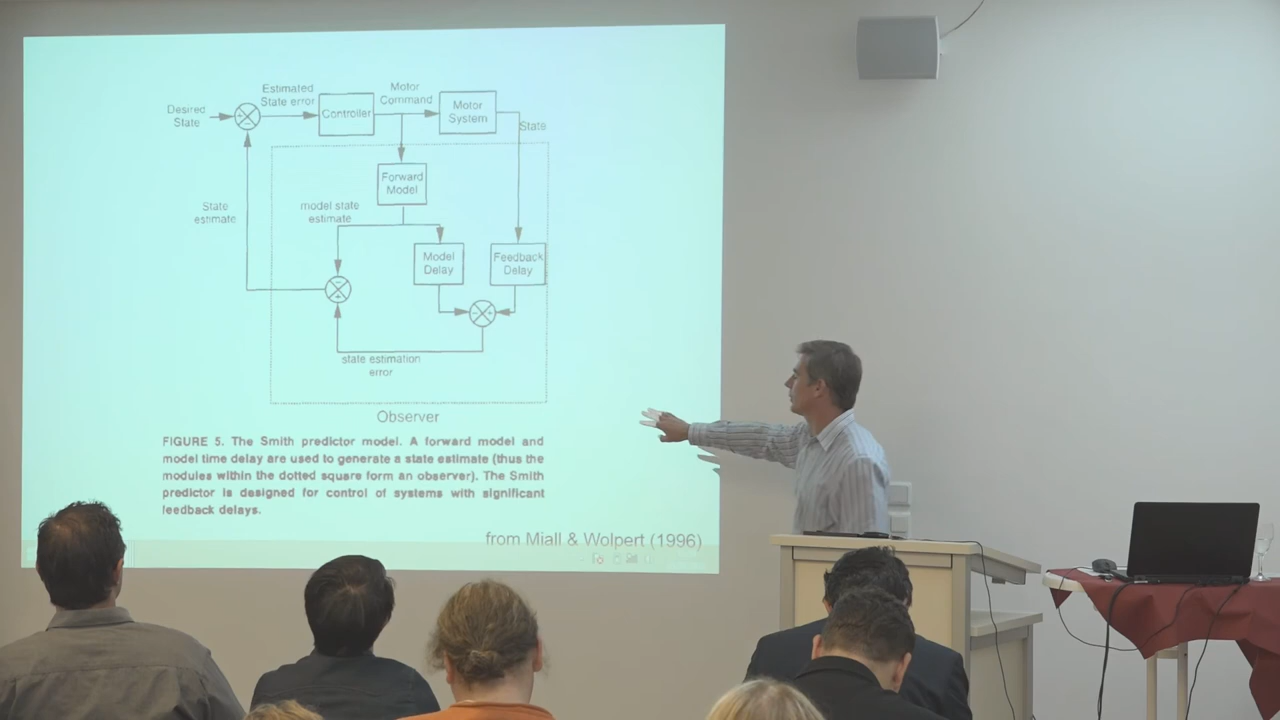 Desired
State
Estimated
State error
Controller
Motor
Command
Motor
System
State
Forward
Model
State
estimate
model state
estimate
Model
Delay
Feedback
Delay
state estimation
error
Observer
FIGURE 5. The Smith predictor model. A forward model and
model time delay are used to generate a state estimate (thus the
modules within the dotted square form an observer). The Smith
predictor is designed for control of systems with significant
feedback delays.
from Miall & Wolpert (1996)